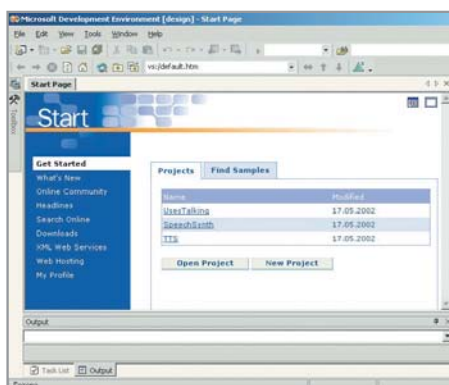 Microsoft Development Environment [design] - Start Page
File Edit View Tools Window Help
vs:/default.htm
Start Page
Toolbox
Start
Get Started
What's New
Online Community
Headlines
Search Online
Downloads
XML Web Services
Web Hosting
My Profile
Projects Find Samples
Name Modified
UsesTalking 17.05.2002
SpeechSynth 17.05.2002
TTS 17.05.2002
Open Project New Project
Output
Task List Output